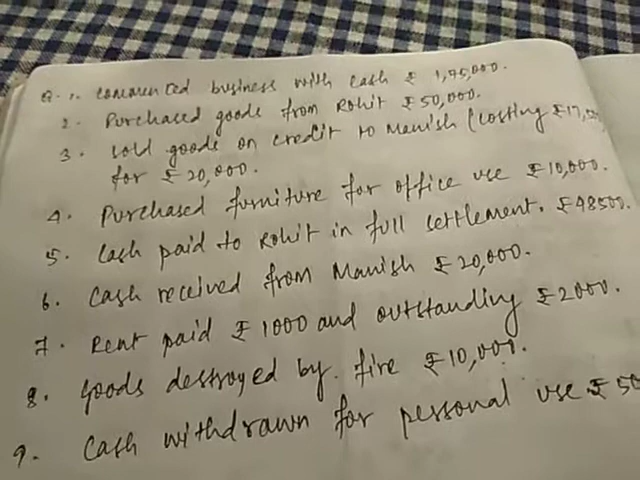 Q. 1. Commenced business with cash ₹ 1,75,000.
2. Purchased goods from Rohit ₹ 50,000.
3. Sold goods on credit to Manish (costing ₹ 17,50
for ₹ 20,000.
4. Purchased furniture for office use ₹ 10,000.
5. Cash paid to Rohit in full settlement. ₹ 48500.
6. Cash received from Manish ₹ 20,000.
7. Rent paid ₹ 1000 and outstanding ₹ 2000.
8. Goods destroyed by fire ₹ 10,000.
9. Cash withdrawn for personal use ₹ 50